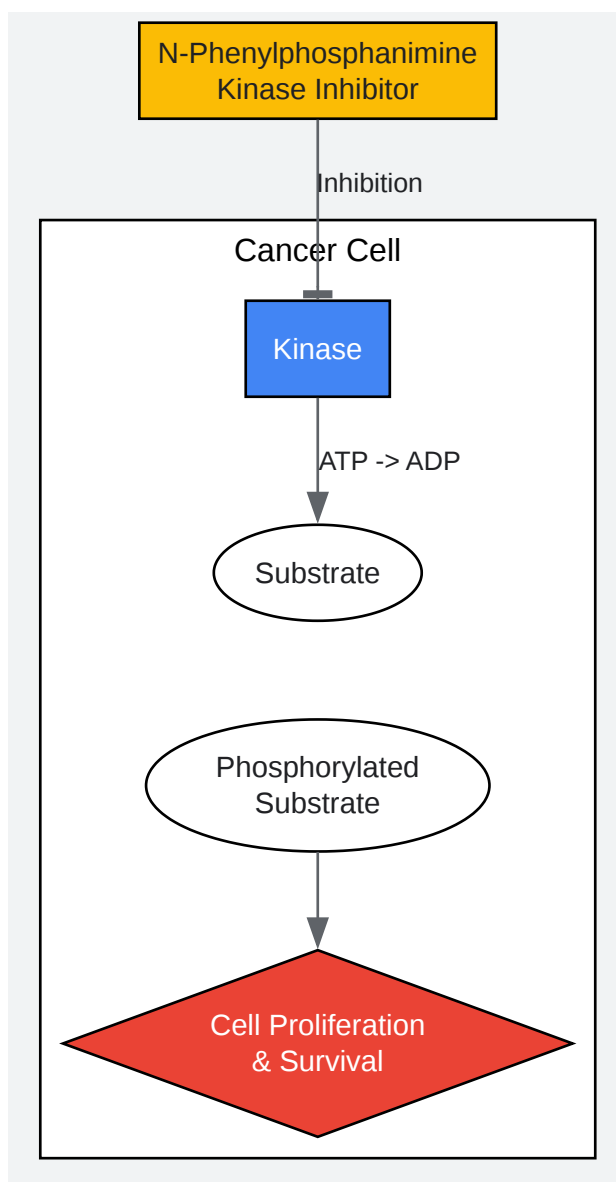 N-Phenylphosphanimine
Kinase Inhibitor
Inhibition
Cancer Cell
Kinase
ATP -> ADP
Substrate
Phosphorylated
Substrate
Cell Proliferation
& Survival